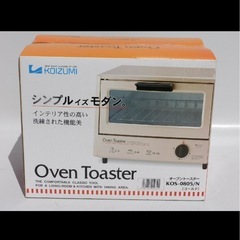 KOIZUMI
シンプルイズモダン。
インテリア性の高い
洗練された機能美
Oven Toaster
THE COMFORTABLE CLASSIC TOOL
FOR A LIVING ROOM & KITCHEN WITH DINING AREA.
オーブントースター
KOS-0805/N